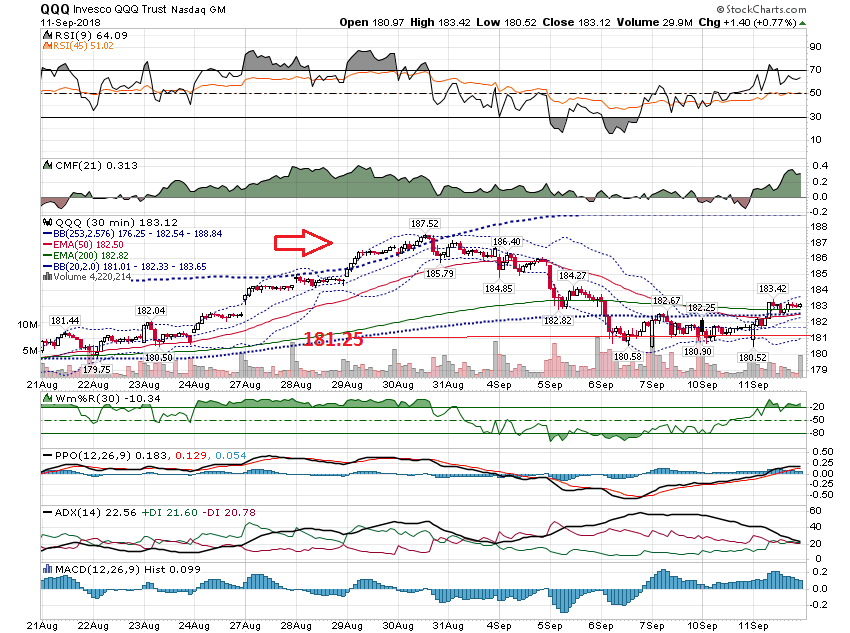 QQQ Invesco QQQ Trust Nasdaq GM © StockCharts.com
11-Sep-2018 Open 180.97 High 183.42 Low 180.52 Close 183.12 Volume 29.9M Chg +1.40 (+0.77%)
RSI(9) 64.09
RSI(45) 51.02
90
70
50
30
10
CMF(21) 0.313
0.4
0.2
0.0
-0.2
QQQ (30 min) 183.12
BB(253,2.576) 176.25 - 182.54 - 188.84
EMA(50) 182.50
EMA(200) 182.82
BB(20,2.0) 181.01 - 182.33 - 183.65
Volume 4,220,214
188
187
186
185
184
183
182
181
180
179
10M
5M
181.44
179.75
182.04
180.50
187.52
185.79
186.40
184.85
182.82
184.27
180.58
182.67
180.90
182.25
180.52
183.42
181.25
21Aug 22Aug 23Aug 24Aug 27Aug 28Aug 29Aug 30Aug 31Aug 4Sep 5Sep 6Sep 7Sep 10Sep 11Sep
Wm%R(30) -10.34
-20
-50
-80
PPO(12,26,9) 0.183, 0.129, 0.054
0.50
0.25
0.00
-0.25
-0.50
ADX(14) 22.56 +DI 21.60 -DI 20.78
60
40
20
0
MACD(12,26,9) Hist 0.099
0.2
0.0
-0.2
21Aug 22Aug 23Aug 24Aug 27Aug 28Aug 29Aug 30Aug 31Aug 4Sep 5Sep 6Sep 7Sep 10Sep 11Sep